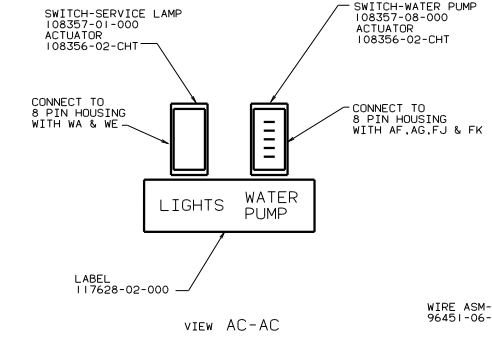 SWITCH-SERVICE LAMP
108357-01-000
ACTUATOR
108356-02-CHT
SWITCH-WATER PUMP
108357-08-000
ACTUATOR
108356-02-CHT
CONNECT TO
8 PIN HOUSING
WITH WA & WE
CONNECT TO
8 PIN HOUSING
WITH AF,AG,FJ & FK
LIGHTS
WATER
PUMP
LABEL
117628-02-000
WIRE ASM-
96451-06-
VIEW AC-AC